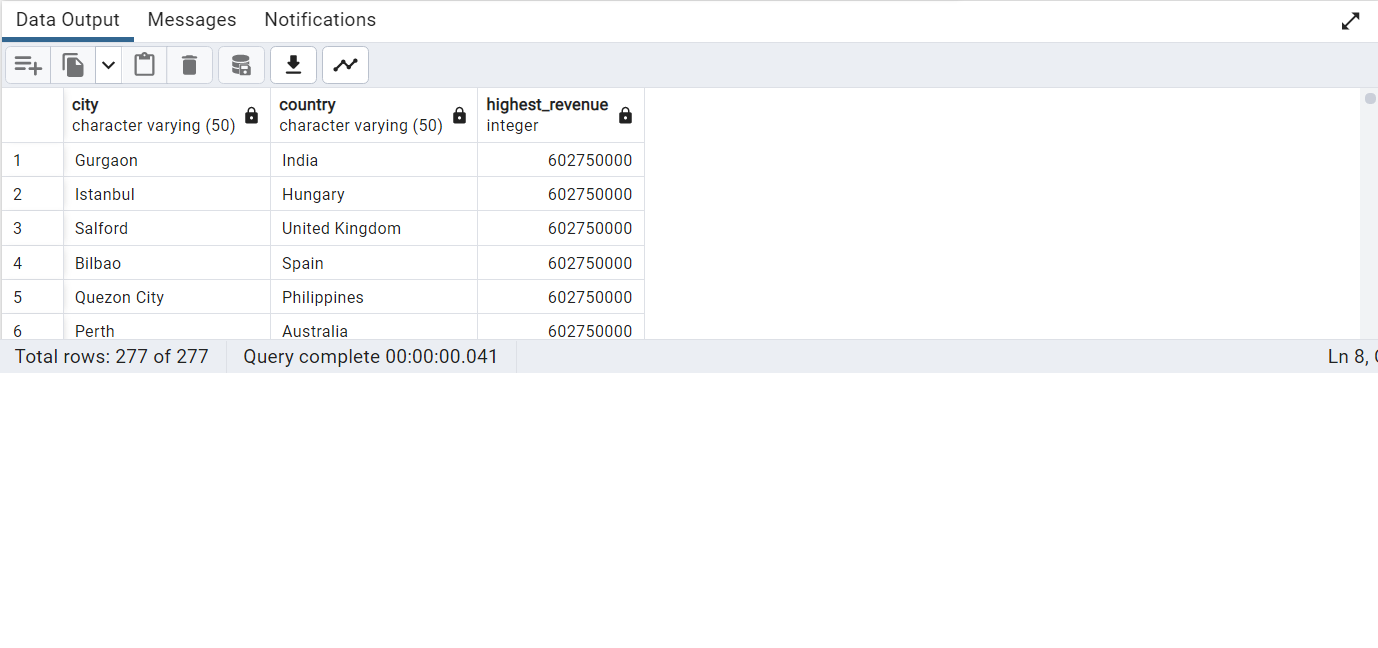 Data Output Messages Notifications
city country highest_revenue
character varying (50) character varying (50) integer
1 Gurgaon India 602750000
2 Istanbul Hungary 602750000
3 Salford United Kingdom 602750000
4 Bilbao Spain 602750000
5 Quezon City Philippines 602750000
6 Perth Australia 602750000
Total rows: 277 of 277 Query complete 00:00:00.041 Ln 8,